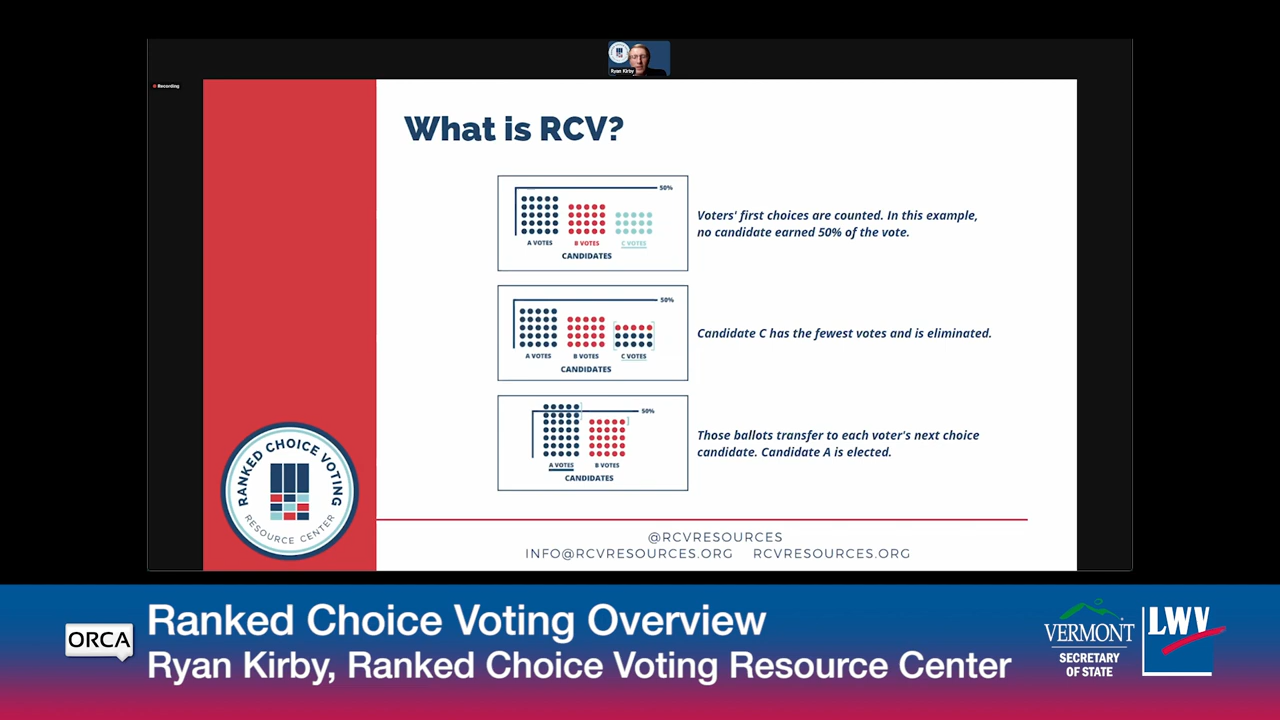 Ryan Kirby
Recording
What is RCV?
50%
A VOTES
B VOTES
C VOTES
CANDIDATES
Voters' first choices are counted. In this example,
no candidate earned 50% of the vote.
50%
A VOTES
B VOTES
C VOTES
CANDIDATES
Candidate C has the fewest votes and is eliminated.
50%
A VOTES
B VOTES
CANDIDATES
Those ballots transfer to each voter's next choice
candidate. Candidate A is elected.
RANKED CHOICE VOTING
RESOURCE CENTER
@RCVRESOURCES
INFO@RCVRESOURCES.ORG RCVRESOURCES.ORG
ORCA
Ranked Choice Voting Overview
Ryan Kirby, Ranked Choice Voting Resource Center
VERMONT
SECRETARY
OF STATE
LWV